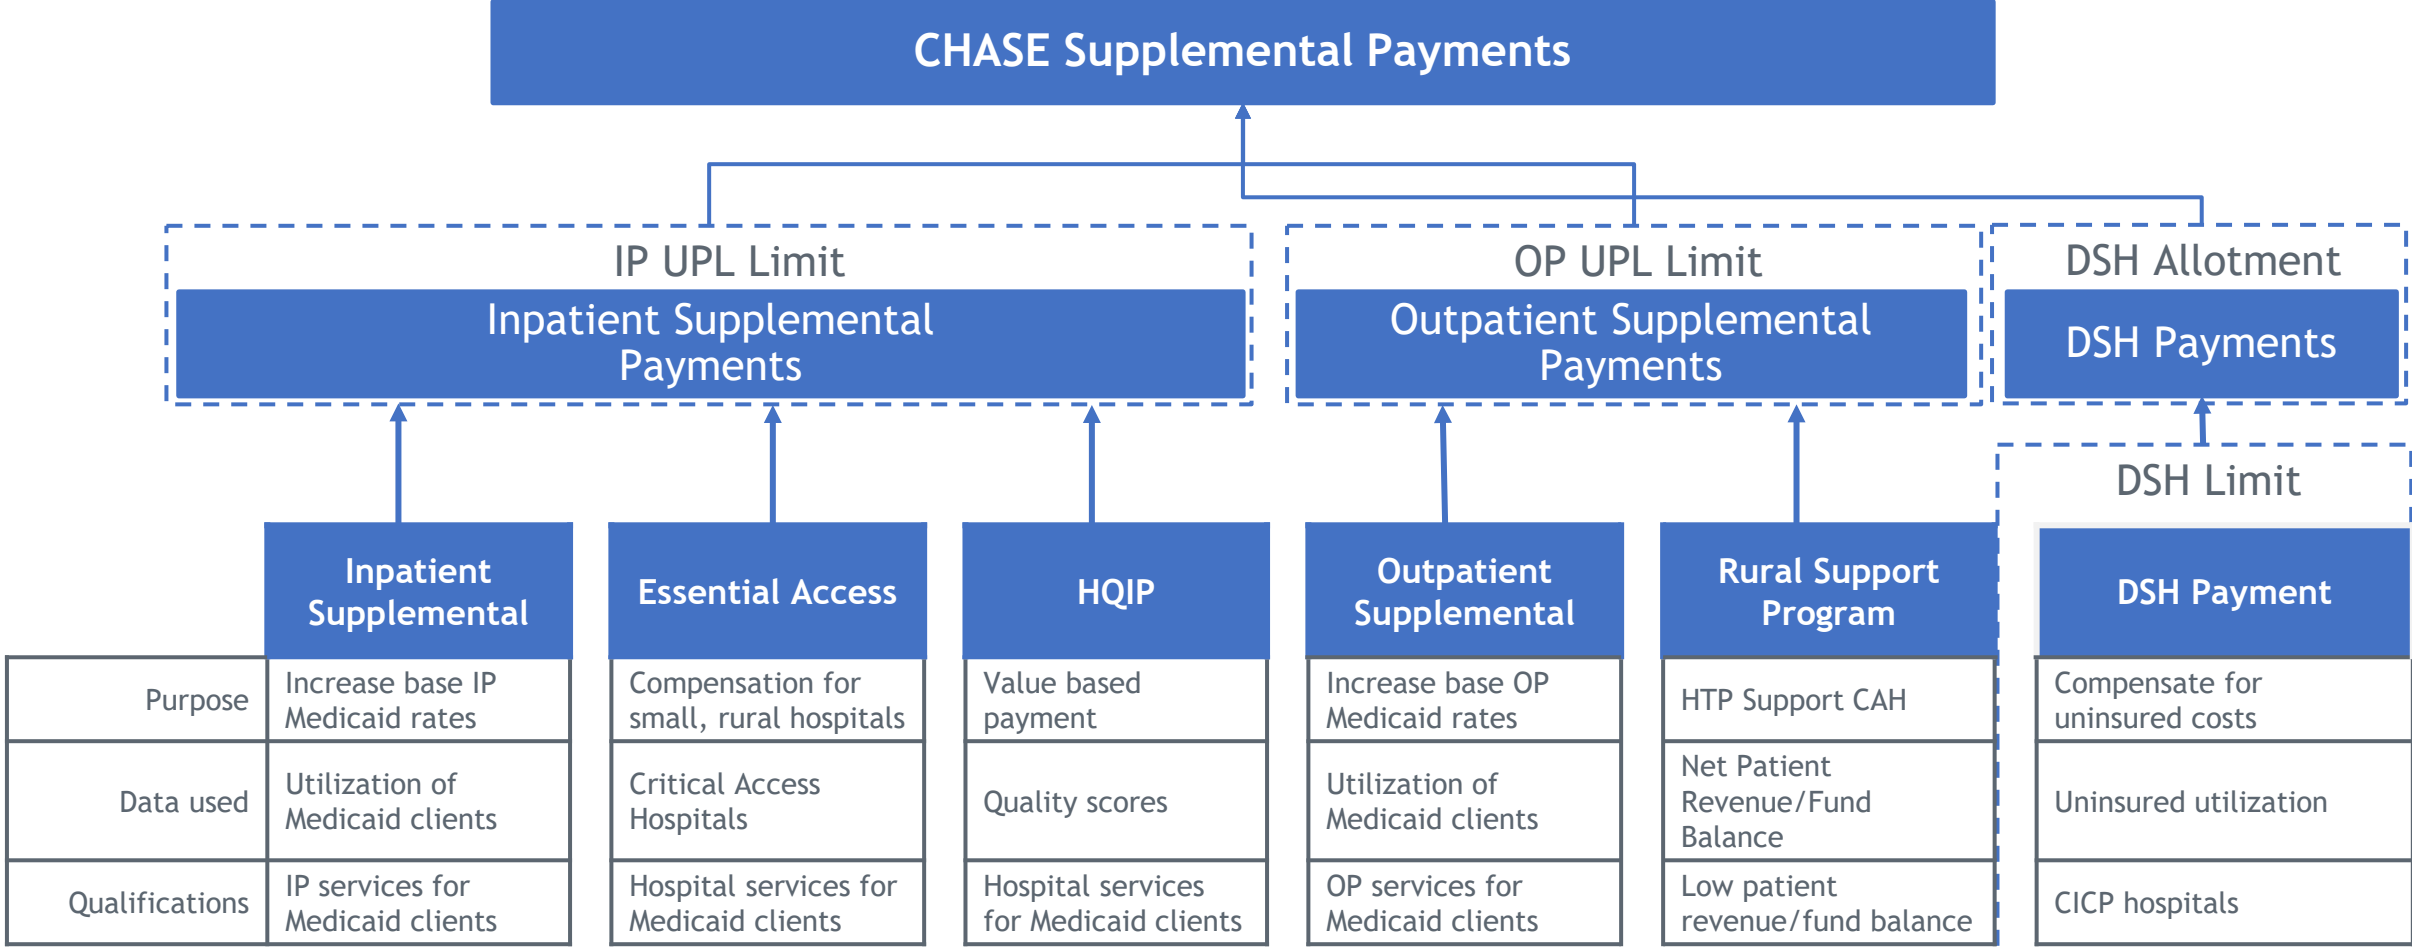 CHASE Supplemental Payments
IP UPL Limit
Inpatient Supplemental
Payments
OP UPL Limit
Outpatient Supplemental
Payments
DSH Allotment
DSH Payments
DSH Limit
Inpatient
Supplemental
Essential Access
HQIP
Outpatient
Supplemental
Rural Support
Program
DSH Payment
Purpose
Increase base IP
Medicaid rates
Compensation for
small, rural hospitals
Value based
payment
Increase base OP
Medicaid rates
HTP Support CAH
Compensate for
uninsured costs
Data used
Utilization of
Medicaid clients
Critical Access
Hospitals
Quality scores
Utilization of
Medicaid clients
Net Patient
Revenue/Fund
Balance
Uninsured utilization
Qualifications
IP services for
Medicaid clients
Hospital services for
Medicaid clients
Hospital services
for Medicaid clients
OP services for
Medicaid clients
Low patient
revenue/fund balance
CICP hospitals